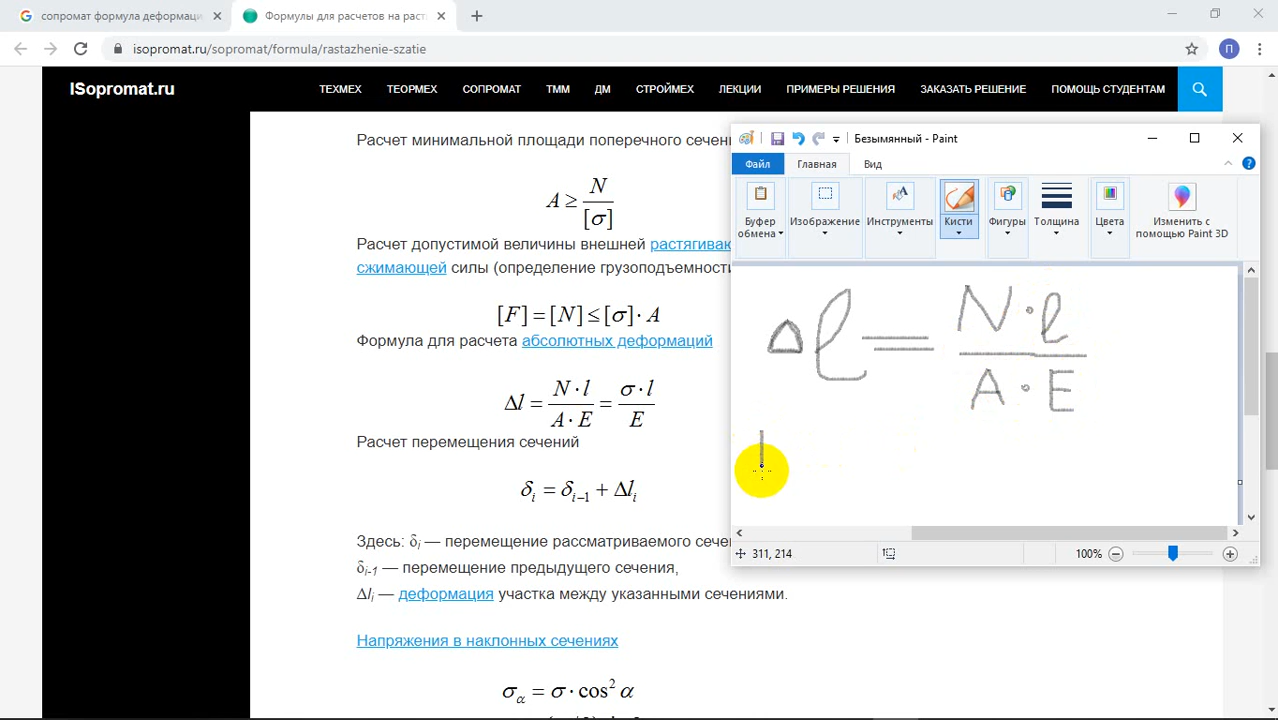 сопромат формула деформаци
Формулы для расчетов на раст
isopromat.ru/sopromat/formula/rastazhenie-szatie
П
ISopromat.ru
ТЕХМЕХ ТЕОРМЕХ СОПРОМАТ ТММ ДМ СТРОЙМЕХ ЛЕКЦИИ ПРИМЕРЫ РЕШЕНИЯ ЗАКАЗАТЬ РЕШЕНИЕ ПОМОЩЬ СТУДЕНТАМ
Расчет минимальной площади поперечного сечени
A ≥ N / [σ]
Расчет допустимой величины внешней растягиваю
сжимающей силы (определение грузоподъемности
[F] = [N] ≤ [σ] · A
Формула для расчета абсолютных деформаций
Δl = N · l / A · E = σ · l / E
Расчет перемещения сечений
δi = δi–1 + Δli
Здесь: δi — перемещение рассматриваемого сече
δi-1 — перемещение предыдущего сечения,
Δli — деформация участка между указанными сечениями.
Напряжения в наклонных сечениях
σα = σ · cos² α
Безымянный - Paint
Файл Главная Вид
Буфер обмена
Изображение
Инструменты
Кисти
Фигуры
Толщина
Цвета
Изменить с помощью Paint 3D
Δl = N · l / A · E
311, 214
100%